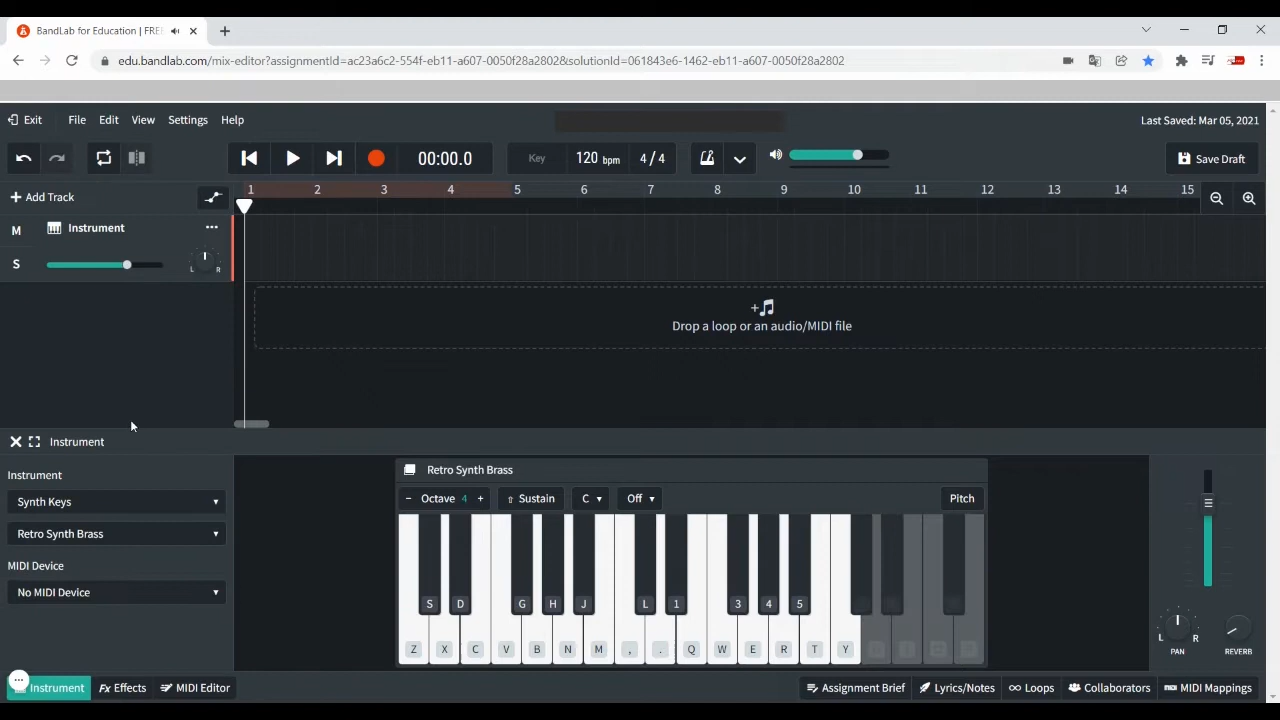 BandLab for Education | FRE
edu.bandlab.com/mix-editor?assignmentId=ac23a6c2-554f-eb11-a607-0050f28a2802&solutionId=061843e6-1462-eb11-a607-0050f28a2802
Exit File Edit View Settings Help Last Saved: Mar 05, 2021
00:00.0 Key 120 bpm 4 / 4 Save Draft
+ Add Track 1 2 3 4 5 6 7 8 9 10 11 12 13 14 15
M Instrument
S L R
Drop a loop or an audio/MIDI file
Instrument
Instrument
Synth Keys
Retro Synth Brass
MIDI Device
No MIDI Device
Retro Synth Brass
− Octave 4 + Sustain C Off Pitch
S D G H J L 1 3 4 5
Z X C V B N M , . Q W E R T Y
L R
PAN REVERB
Instrument Fx Effects MIDI Editor Assignment Brief Lyrics/Notes Loops Collaborators MIDI Mappings